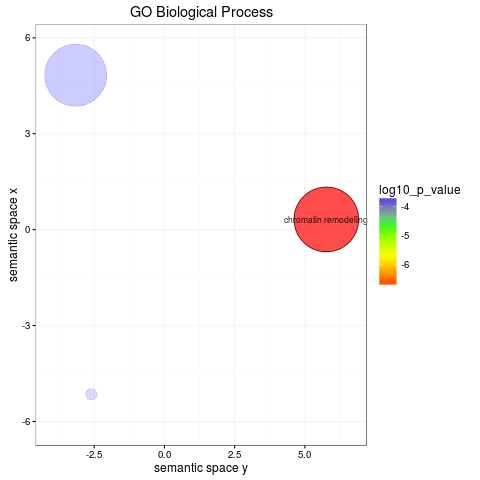 GO Biological Process
6
3
0
-3
-6
semantic space x
chromatin remodeling
-2.5
0.0
2.5
5.0
semantic space y
log10_p_value
-4
-5
-6